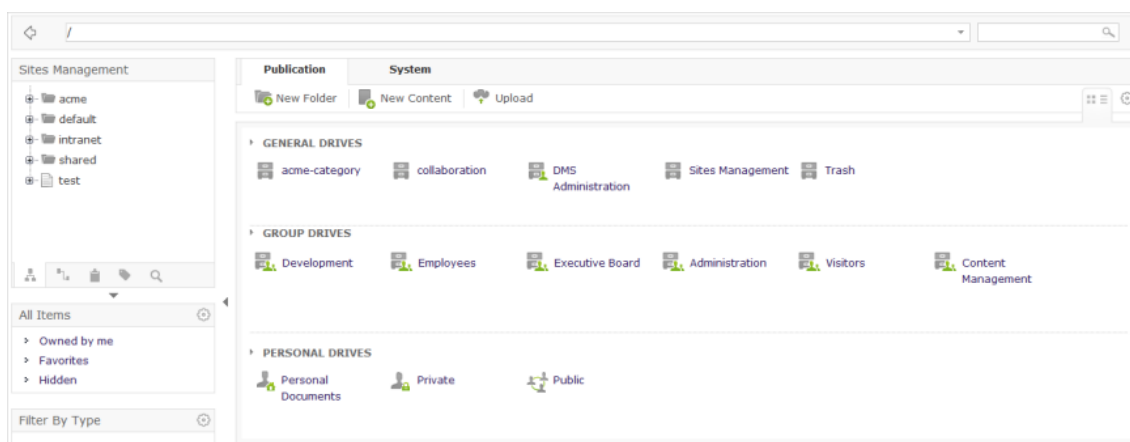 /
Sites Management
acme
default
intranet
shared
test
All Items
Owned by me
Favorites
Hidden
Filter By Type
Publication System
New Folder New Content Upload
GENERAL DRIVES
acme-category collaboration DMS Sites Management Trash
Administration
GROUP DRIVES
Development Employees Executive Board Administration Visitors Content
Management
PERSONAL DRIVES
Personal Private Public
Documents